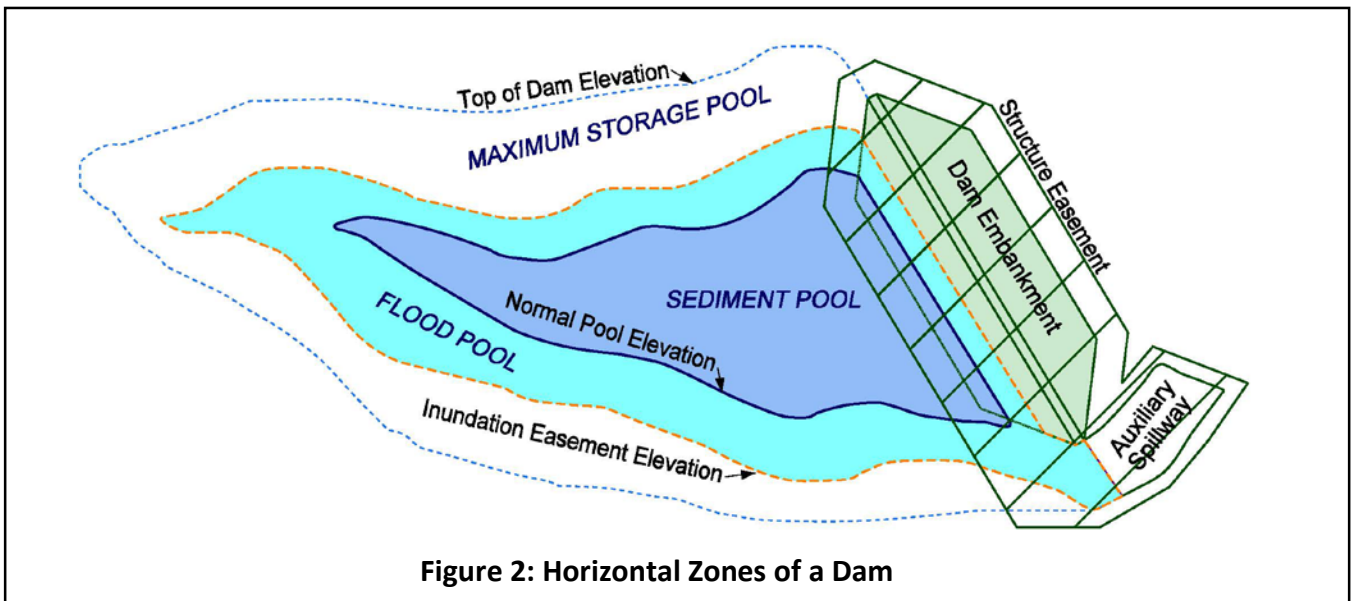 Top of Dam Elevation
MAXIMUM STORAGE POOL
Structure Easement
Dam Embankment
SEDIMENT POOL
Normal Pool Elevation
FLOOD POOL
Inundation Easement Elevation
Auxiliary
Spillway
Figure 2: Horizontal Zones of a Dam